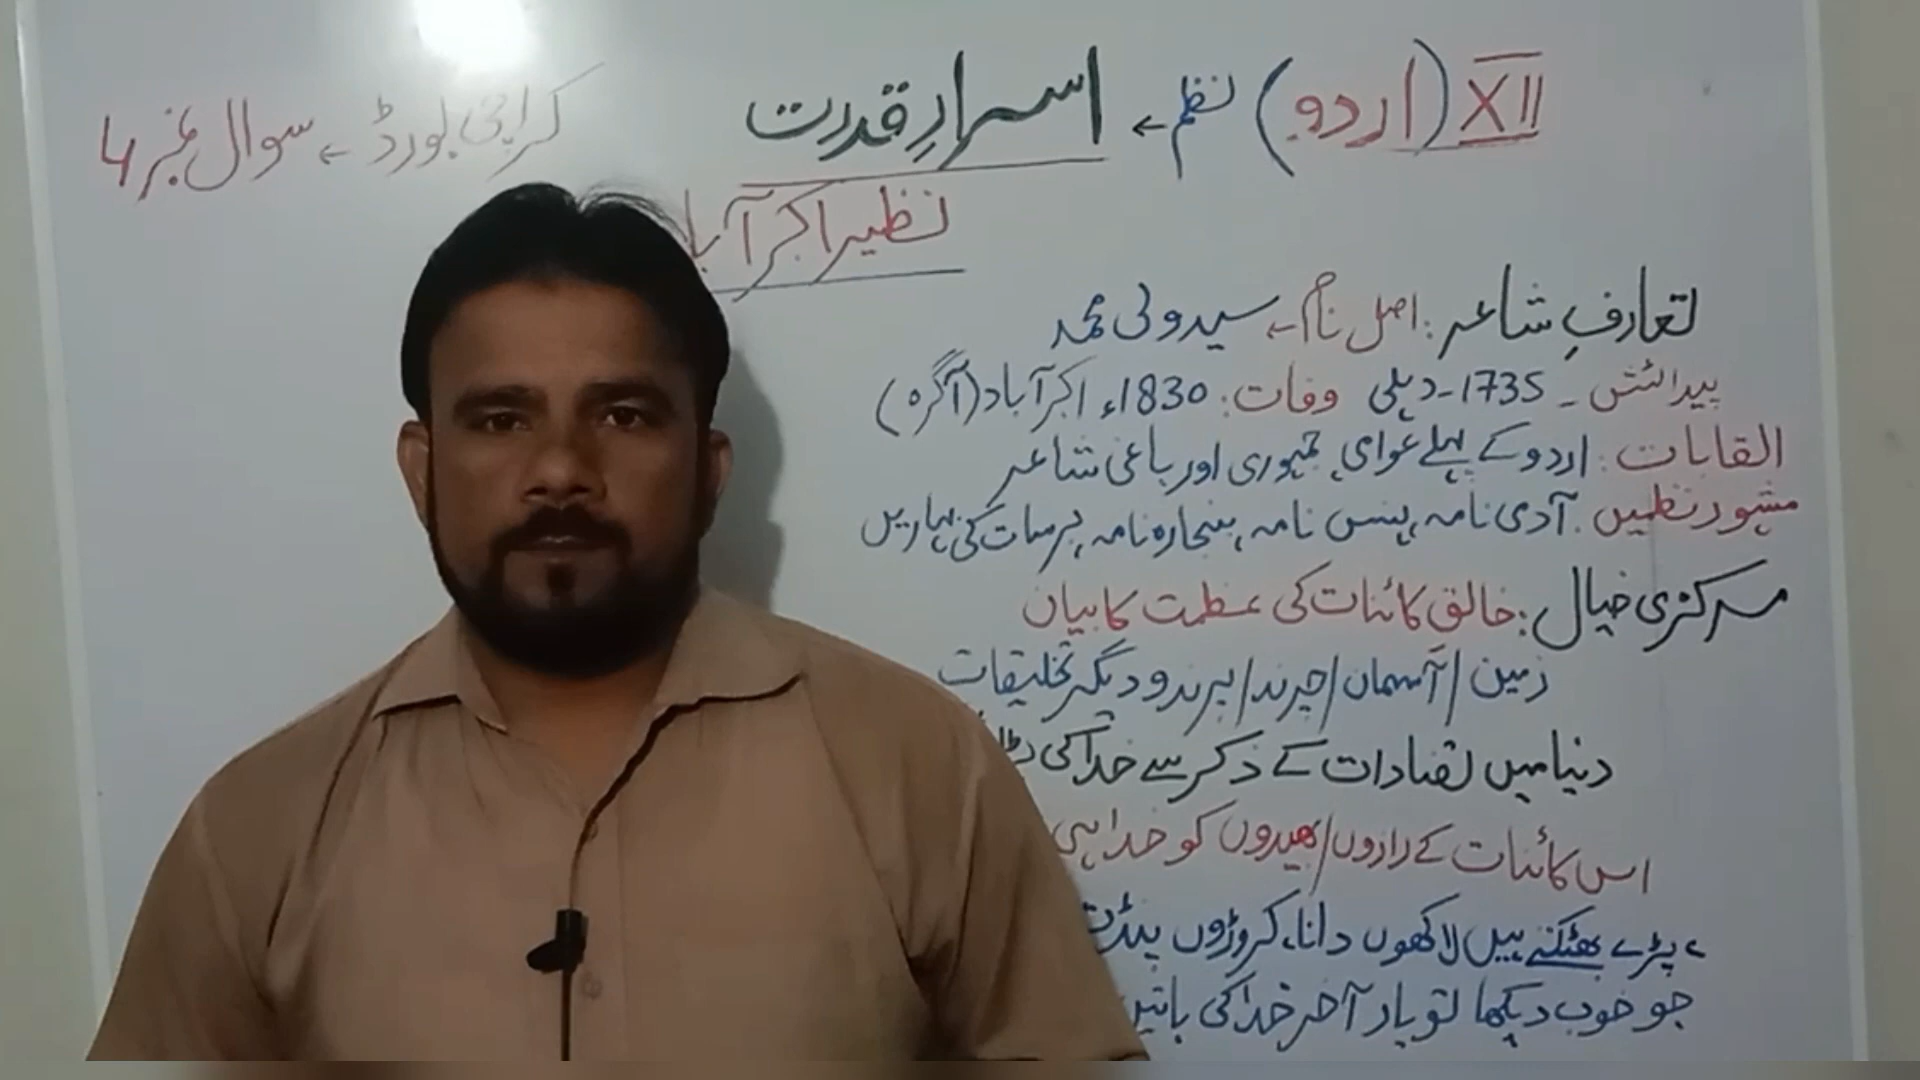 XII (اردو) نظم ← اسرارِ قدرت
کراچی بورڈ ← سوال نمبر 4
نظیر اکبر آبا
تعارفِ شاعر: اصل نام ← سید ولی محمد
پیدائش - 1735 - دہلی وفات: 1830ء اکبر آباد (آگرہ)
القابات: اردو کے پہلے عوامی، جمہوری اور باغی شاعر
مشہور نظمیں: آدمی نامہ، ہنس نامہ، بنجارہ نامہ، برسات کی بہاریں
مرکزی خیال: خالقِ کائنات کی عظمت کا بیان
زمین / آسمان / چرند / پرند و دیگر تخلیقات
دنیا میں تضادات کے ذکر سے خدا کی
اس کائنات کے رازوں / بھیدوں کو خدا ہی
پڑے بھٹکتے ہیں لاکھوں دانا، کروڑوں پنڈت
جو خوب دیکھا تو یار آخر خدا کی باتیں